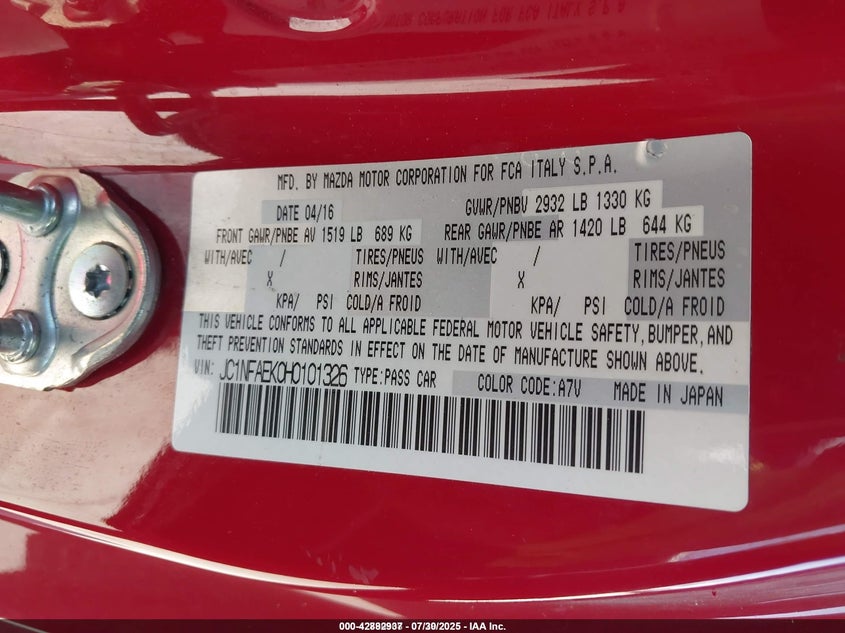 MFD. BY MAZDA MOTOR CORPORATION FOR FCA ITALY S.P.A.
DATE 04/16 GVWR/PNBV 2932 LB 1330 KG
FRONT GAWR/PNBE AV 1519 LB 689 KG REAR GAWR/PNBE AR 1420 LB 644 KG
WITH/AVEC / TIRES/PNEUS WITH/AVEC / TIRES/PNEUS
X RIMS/JANTES X RIMS/JANTES
KPA/ PSI COLD/A FROID KPA/ PSI COLD/A FROID
THIS VEHICLE CONFORMS TO ALL APPLICABLE FEDERAL MOTOR VEHICLE SAFETY, BUMPER, AND
THEFT PREVENTION STANDARDS IN EFFECT ON THE DATE OF MANUFACTURE SHOWN ABOVE.
VIN: JC1NFAEK0H0101326 TYPE:PASS CAR COLOR CODE:A7V MADE IN JAPAN
07/30/2025 - IAA Inc.